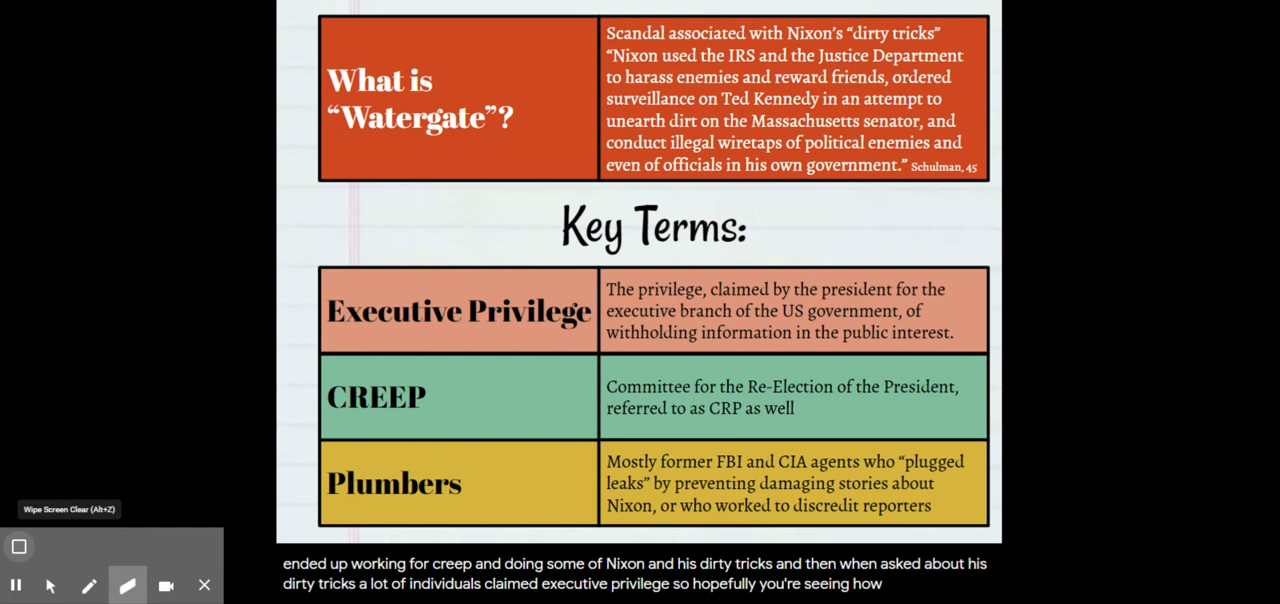 What is
“Watergate”?
Scandal associated with Nixon’s “dirty tricks”
“Nixon used the IRS and the Justice Department
to harass enemies and reward friends, ordered
surveillance on Ted Kennedy in an attempt to
unearth dirt on the Massachusetts senator, and
conduct illegal wiretaps of political enemies and
even of officials in his own government.” Schulman, 45
Key Terms:
Executive Privilege
The privilege, claimed by the president for the
executive branch of the US government, of
withholding information in the public interest.
CREEP
Committee for the Re-Election of the President,
referred to as CRP as well
Plumbers
Mostly former FBI and CIA agents who “plugged
leaks” by preventing damaging stories about
Nixon, or who worked to discredit reporters
Wipe Screen Clear (Alt+Z)
ended up working for creep and doing some of Nixon and his dirty tricks and then when asked about his
dirty tricks a lot of individuals claimed executive privilege so hopefully you're seeing how